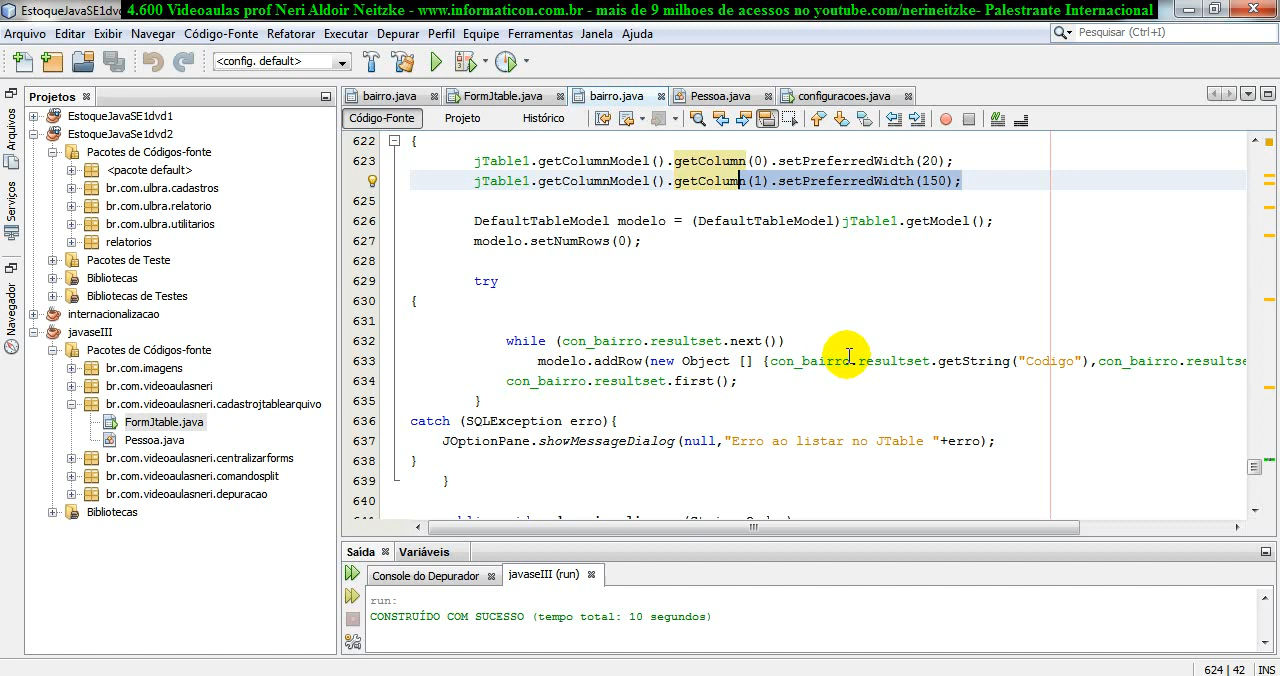 EstoqueJavaSE1dvd
4.600 Videoaulas prof Neri Aldoir Neitzke - www.informaticon.com.br - mais de 9 milhoes de acessos no youtube.com/nerineitzke- Palestrante Internacional
Arquivo Editar Exibir Navegar Código-Fonte Refatorar Executar Depurar Perfil Equipe Ferramentas Janela Ajuda
Pesquisar (Ctrl+I)
<config. default>
Projetos
bairro.java FormJTable.java bairro.java Pessoa.java configuracoes.java
Código-Fonte Projeto Histórico
Arquivos
Serviços
Navegador
EstoqueJavaSE1dvd1
EstoqueJavaSe1dvd2
Pacotes de Códigos-fonte
<pacote default>
br.com.ulbra.cadastros
br.com.ulbra.relatorio
br.com.ulbra.utilitarios
relatorios
Pacotes de Teste
Bibliotecas
Bibliotecas de Testes
internacionalizacao
javaseIII
Pacotes de Códigos-fonte
br.com.imagens
br.com.videoaulasneri
br.com.videoaulasneri.cadastrojtablearquivo
FormJtable.java
Pessoa.java
br.com.videoaulasneri.centralizarforms
br.com.videoaulasneri.comandosplit
br.com.videoaulasneri.depuracao
Bibliotecas
622 {
623 jTable1.getColumnModel().getColumn(0).setPreferredWidth(20);
jTable1.getColumnModel().getColumn(1).setPreferredWidth(150);
625
626 DefaultTableModel modelo = (DefaultTableModel)jTable1.getModel();
627 modelo.setNumRows(0);
628
629 try
630 {
631
632 while (con_bairro.resultset.next())
633 modelo.addRow(new Object [] {con_bairro.resultset.getString("Codigo"),con_bairro.resultse
634 con_bairro.resultset.first();
635 }
636 catch (SQLException erro){
637 JOptionPane.showMessageDialog(null,"Erro ao listar no JTable "+erro);
638 }
639 }
640
Saída Variáveis
Console do Depurador javaseIII (run)
run:
CONSTRUÍDO COM SUCESSO (tempo total: 10 segundos)
624 | 42 INS